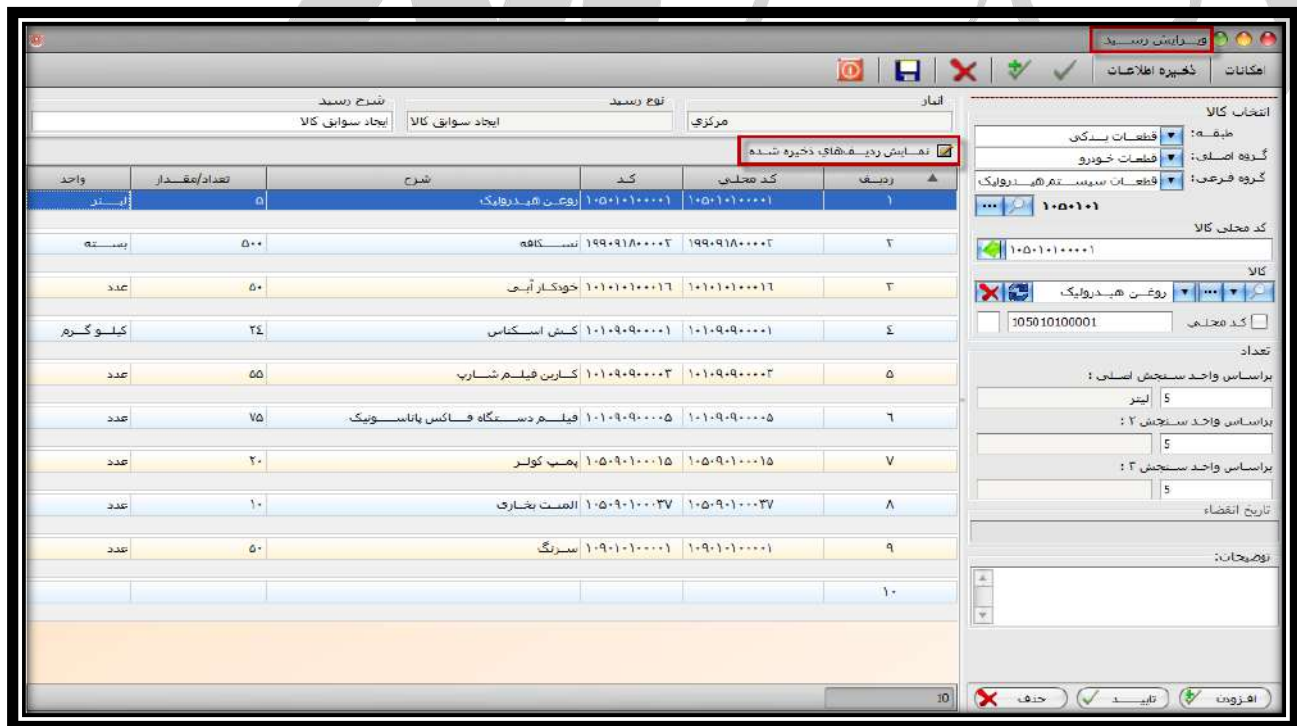 ویرایش رسید
امکانات | ذخیره اطلاعات
انتخاب کالا
طبقه: قطعات یدکی
گروه اصلی: قطعات خودرو
گروه فرعی: قطعات سیستم هیدرولیک
۱۰۵۰۱۰۱
کد محلی کالا
۱۰۵۰۱۰۱۰۰۰۰۱
کالا
روغن هیدرولیک
کد محلی 105010100001
تعداد
براساس واحد سنجش اصلی :
5 لیتر
براساس واحد سنجش ۲ :
5
براساس واحد سنجش ۳ :
5
تاریخ انقضاء
توضیحات:
افزودن تایید حذف
انبار نوع رسید شرح رسید
مرکزی ایجاد سوابق کالا ایجاد سوابق کالا
نمایش ردیف‌های ذخیره شده
ردیف کد محلی کد شرح تعداد/مقدار واحد
۱ ۱۰۵۰۱۰۱۰۰۰۰۱ ۱۰۵۰۱۰۱۰۰۰۰۱ روغن هیدرولیک ۵ لیتر
۲ ۱۹۹۰۹۱۸۰۰۰۰۲ ۱۹۹۰۹۱۸۰۰۰۰۲ نسکافه ۵۰۰ بسته
۳ ۱۰۱۰۱۰۱۰۰۰۱۶ ۱۰۱۰۱۰۱۰۰۰۱۶ خودکار آبی ۵۰ عدد
۴ ۱۰۱۰۹۰۹۰۰۰۰۱ ۱۰۱۰۹۰۹۰۰۰۰۱ کش اسکناس ۲۴ کیلو گرم
۵ ۱۰۱۰۹۰۹۰۰۰۰۳ ۱۰۱۰۹۰۹۰۰۰۰۳ کاربن فیلم شارپ ۵۵ عدد
۶ ۱۰۱۰۹۰۹۰۰۰۰۵ ۱۰۱۰۹۰۹۰۰۰۰۵ فیلم دستگاه فاکس پاناسونیک ۷۵ عدد
۷ ۱۰۵۰۹۰۱۰۰۰۱۵ ۱۰۵۰۹۰۱۰۰۰۱۵ پمپ کولر ۲۰ عدد
۸ ۱۰۵۰۹۰۱۰۰۰۳۷ ۱۰۵۰۹۰۱۰۰۰۳۷ المنت بخاری ۱۰ عدد
۹ ۱۰۹۰۱۰۱۰۰۰۰۱ ۱۰۹۰۱۰۱۰۰۰۰۱ سرنگ ۵۰ عدد
۱۰
10